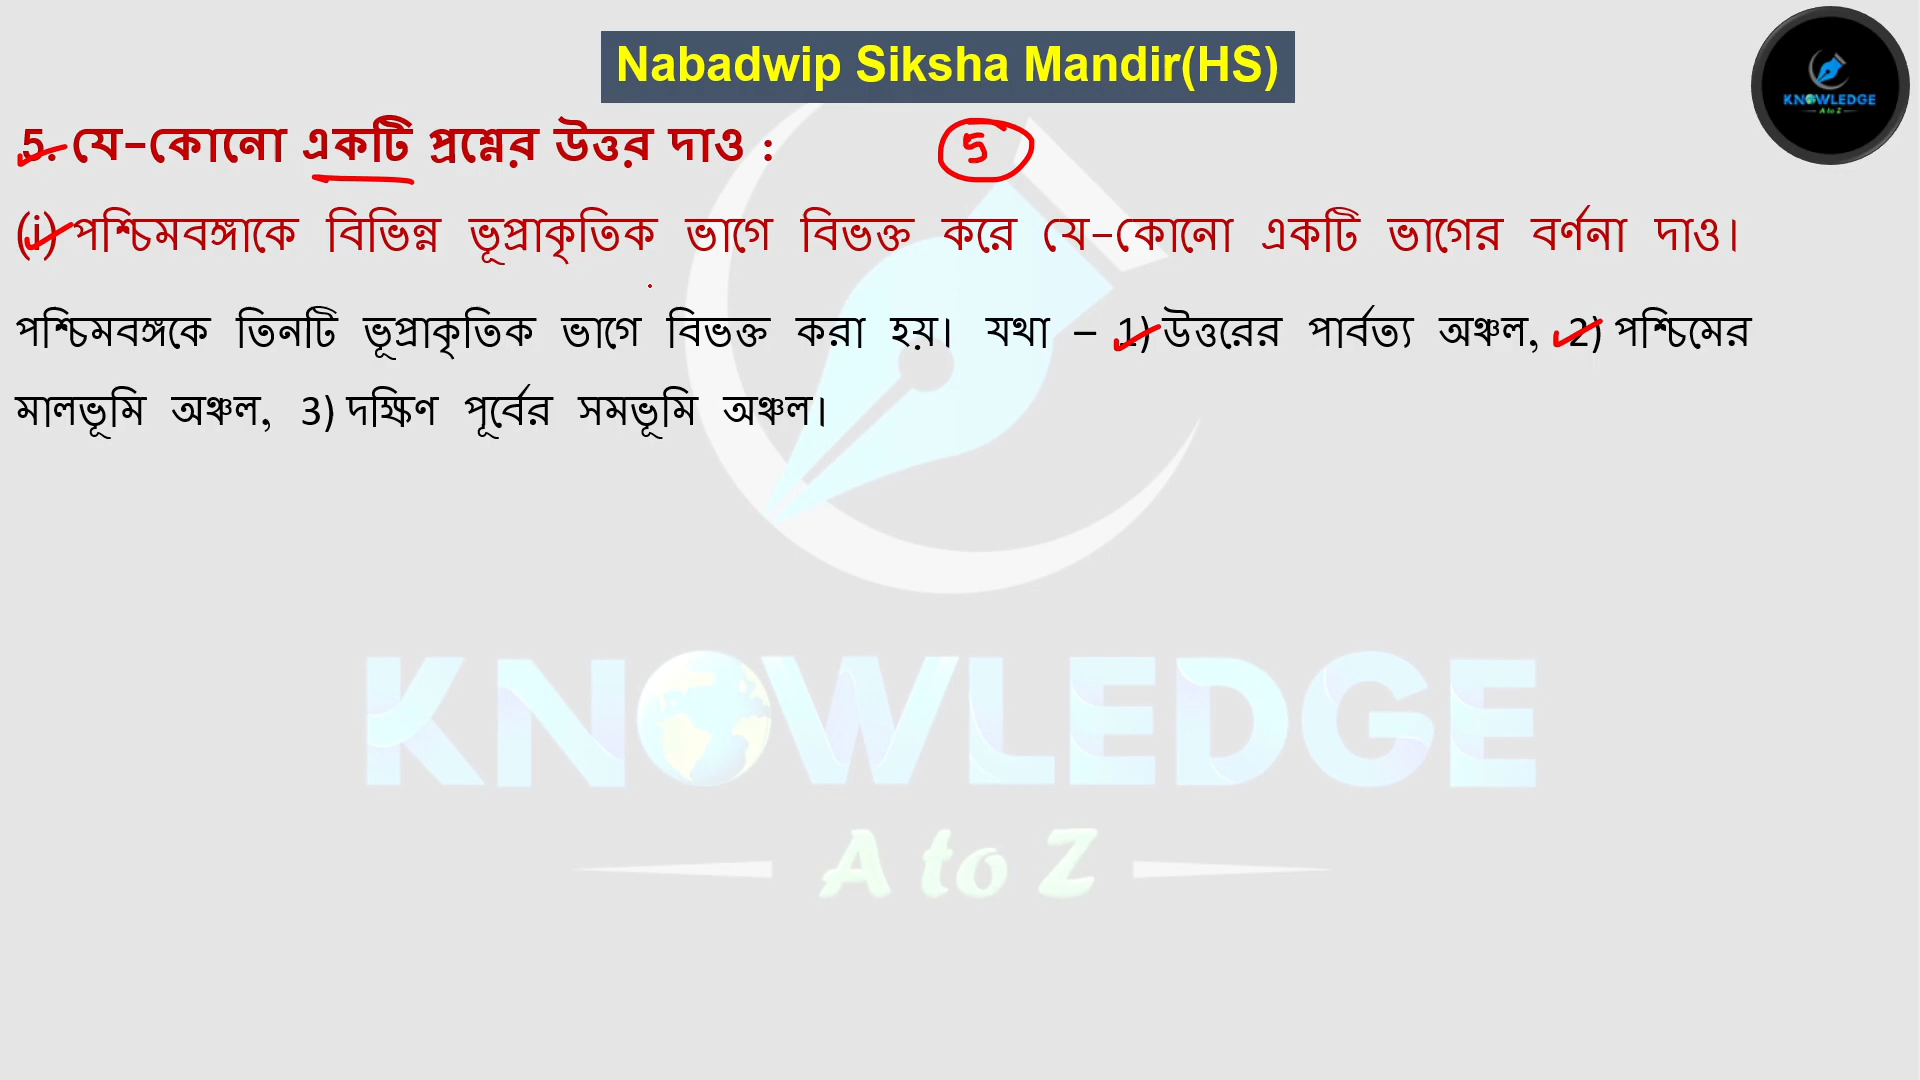 Nabadwip Siksha Mandir(HS)
KNOWLEDGE
A to Z
5. যে-কোনো একটি প্রশ্নের উত্তর দাও : 5
(i) পশ্চিমবঙ্গাকে বিভিন্ন ভূপ্রাকৃতিক ভাগে বিভক্ত করে যে-কোনো একটি ভাগের বর্ণনা দাও।
পশ্চিমবঙ্গকে তিনটি ভূপ্রাকৃতিক ভাগে বিভক্ত করা হয়। যথা – 1) উত্তরের পার্বত্য অঞ্চল, 2) পশ্চিমের
মালভূমি অঞ্চল, 3) দক্ষিণ পূর্বের সমভূমি অঞ্চল।
KNOWLEDGE
A to Z